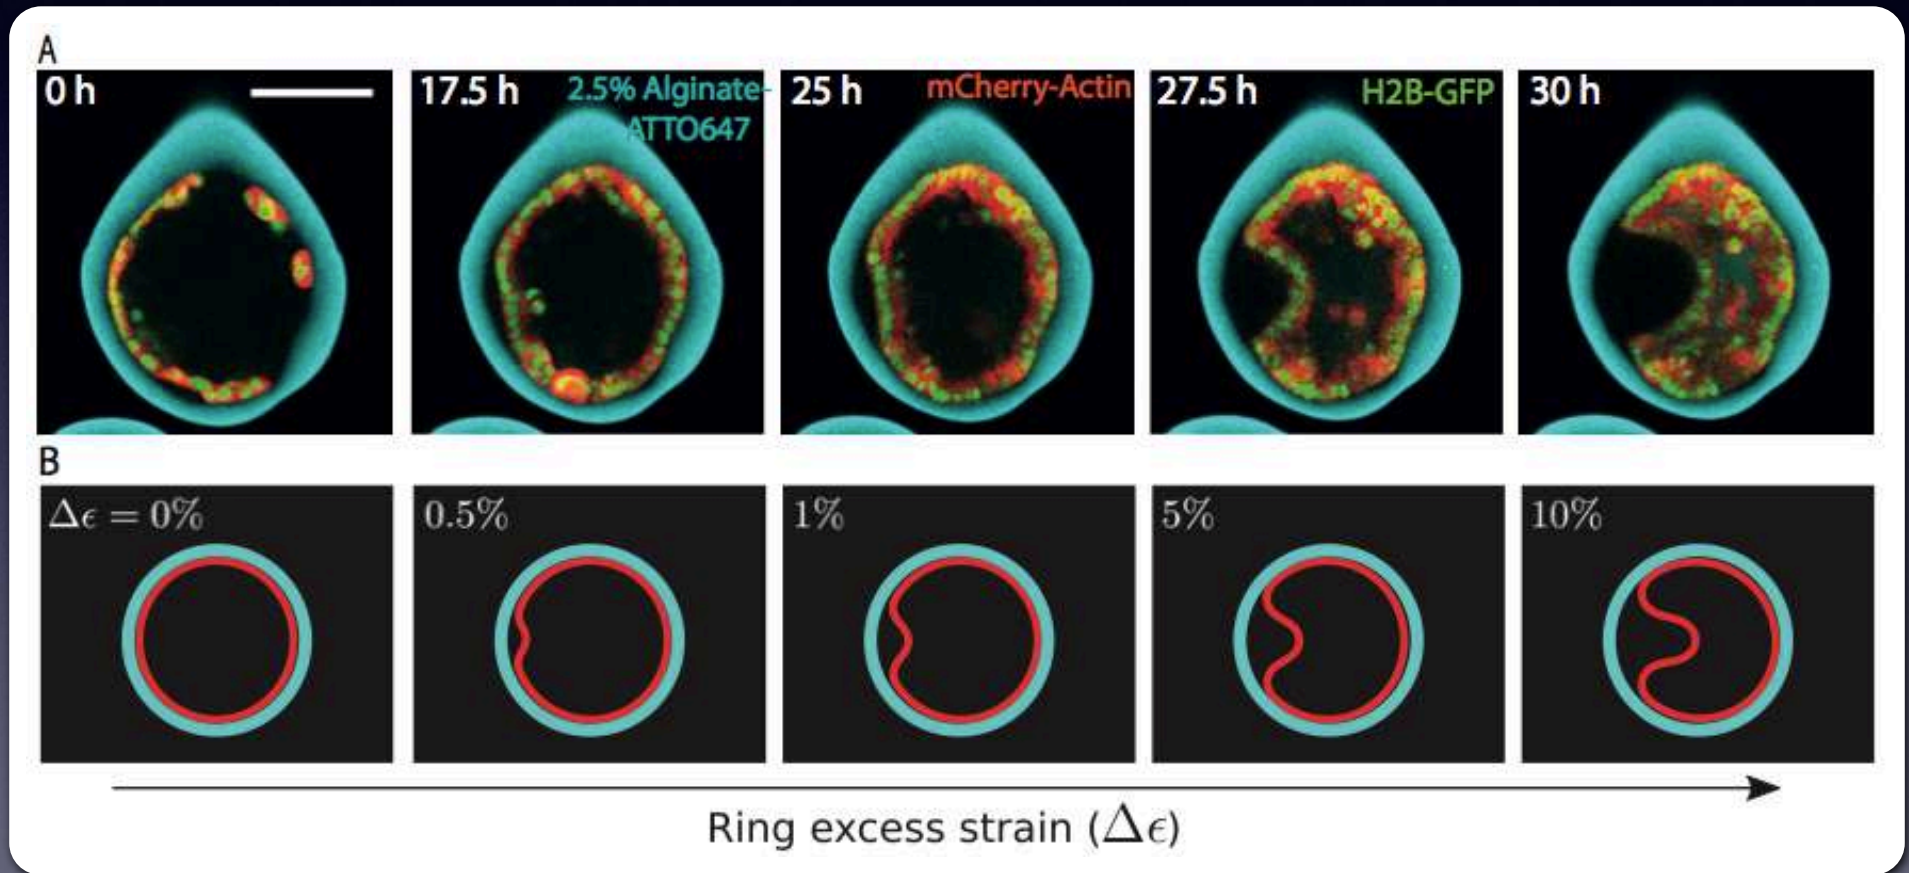 A
0 h
17.5 h
2.5% Alginate-
ATTO647
25 h
mCherry-Actin
27.5 h
H2B-GFP
30 h
B
Δϵ = 0%
0.5%
1%
5%
10%
Ring excess strain (Δϵ)